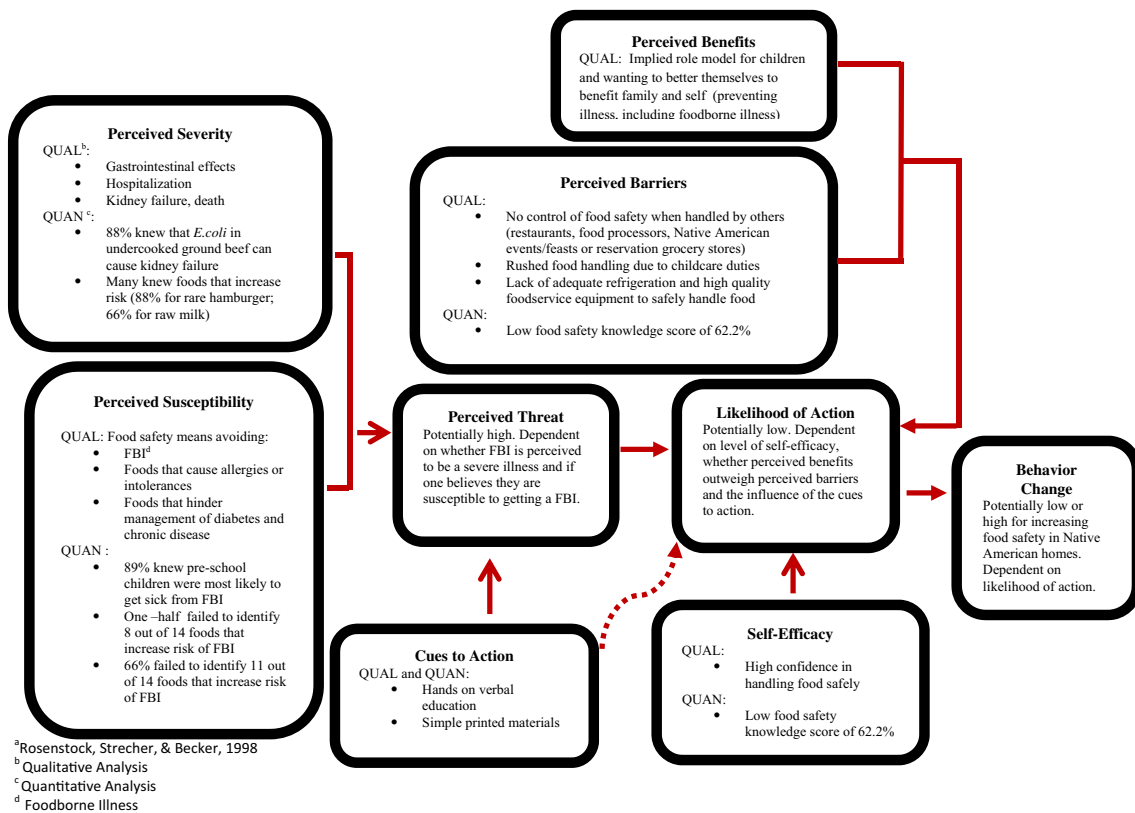 Perceived Benefits
QUAL:  Implied role model for children
and wanting to better themselves to
benefit family and self  (preventing
illness, including foodborne illness)
Perceived Severity
QUALb:
• Gastrointestinal effects
• Hospitalization
• Kidney failure, death
QUAN c:
• 88% knew that E.coli in
undercooked ground beef can
cause kidney failure
• Many knew foods that increase
risk (88% for rare hamburger;
66% for raw milk)
Perceived Barriers
QUAL:
• No control of food safety when handled by others
(restaurants, food processors, Native American
events/feasts or reservation grocery stores)
• Rushed food handling due to childcare duties
• Lack of adequate refrigeration and high quality
foodservice equipment to safely handle food
QUAN:
• Low food safety knowledge score of 62.2%
Perceived Susceptibility
QUAL: Food safety means avoiding:
• FBId
• Foods that cause allergies or
intolerances
• Foods that hinder
management of diabetes and
chronic disease
QUAN :
• 89% knew pre-school
children were most likely to
get sick from FBI
• One –half  failed to identify
8 out of 14 foods that
increase risk of FBI
• 66% failed to identify 11 out
of 14 foods that increase risk
of FBI
Perceived Threat
Potentially high. Dependent
on whether FBI is perceived
to be a severe illness and if
one believes they are
susceptible to getting a FBI.
Likelihood of Action
Potentially low. Dependent
on level of self-efficacy,
whether perceived benefits
outweigh perceived barriers
and the influence of the cues
to action.
Behavior
Change
Potentially low or
high for increasing
food safety in Native
American homes.
Dependent on
likelihood of action.
Cues to Action
QUAL and QUAN:
• Hands on verbal
education
• Simple printed materials
Self-Efficacy
QUAL:
• High confidence in
handling food safely
QUAN:
• Low food safety
knowledge score of 62.2%
aRosenstock, Strecher, & Becker, 1998
b Qualitative Analysis
c Quantitative Analysis
d Foodborne Illness